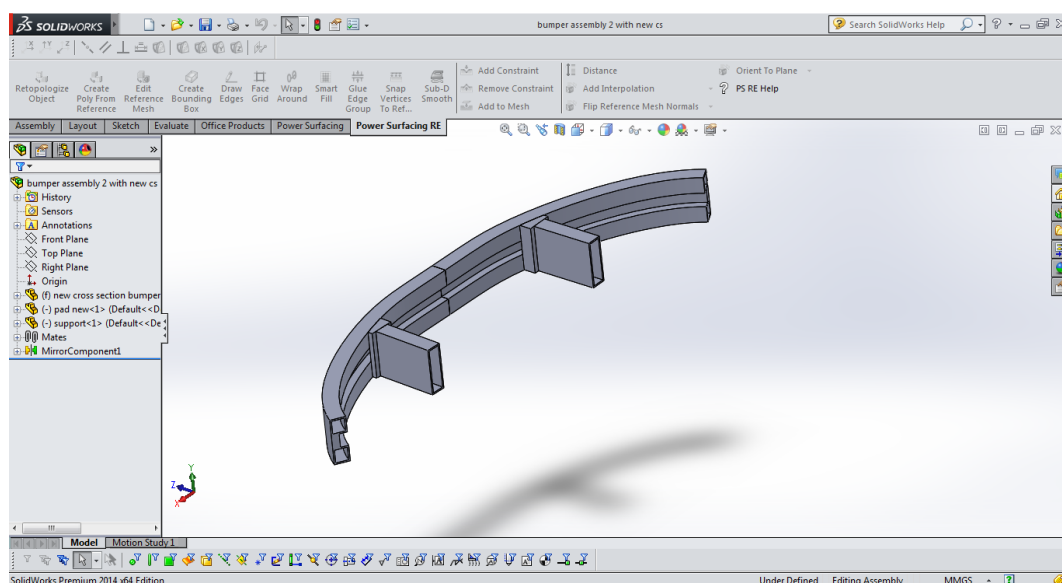 SOLIDWORKS
bumper assembly 2 with new cs
Search SolidWorks Help
Retopologize Object
Create Poly From Reference
Edit Reference Mesh
Create Bounding Box
Draw Edges
Face Grid
Wrap Around
Smart Fill
Glue Edge Group
Snap Vertices To Ref...
Sub-D Smooth
Add Constraint
Remove Constraint
Add to Mesh
Distance
Add Interpolation
Flip Reference Mesh Normals
Orient To Plane
PS RE Help
Assembly Layout Sketch Evaluate Office Products Power Surfacing Power Surfacing RE
bumper assembly 2 with new cs
History
Sensors
Annotations
Front Plane
Top Plane
Right Plane
Origin
(f) new cross section bumper
(-) pad new<1> (Default<<D
(-) support<1> (Default<<De
Mates
MirrorComponent1
Y
Z
X
Model Motion Study 1
SolidWorks Premium 2014 x64 Edition
Under Defined Editing Assembly MMGS